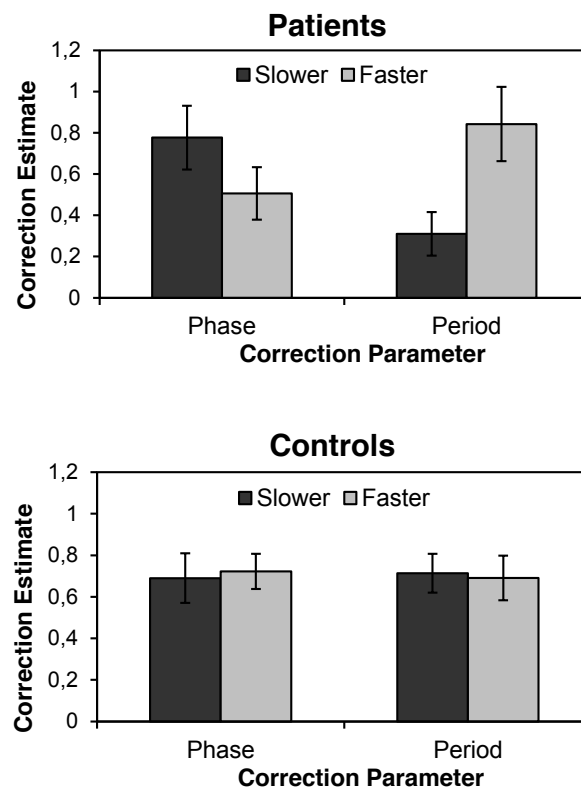 Patients
1,2
1
0,8
0,6
0,4
0,2
0
Correction Estimate
Slower Faster
Phase Period
Correction Parameter
Controls
1,2
1
0,8
0,6
0,4
0,2
0
Correction Estimate
Slower Faster
Phase Period
Correction Parameter